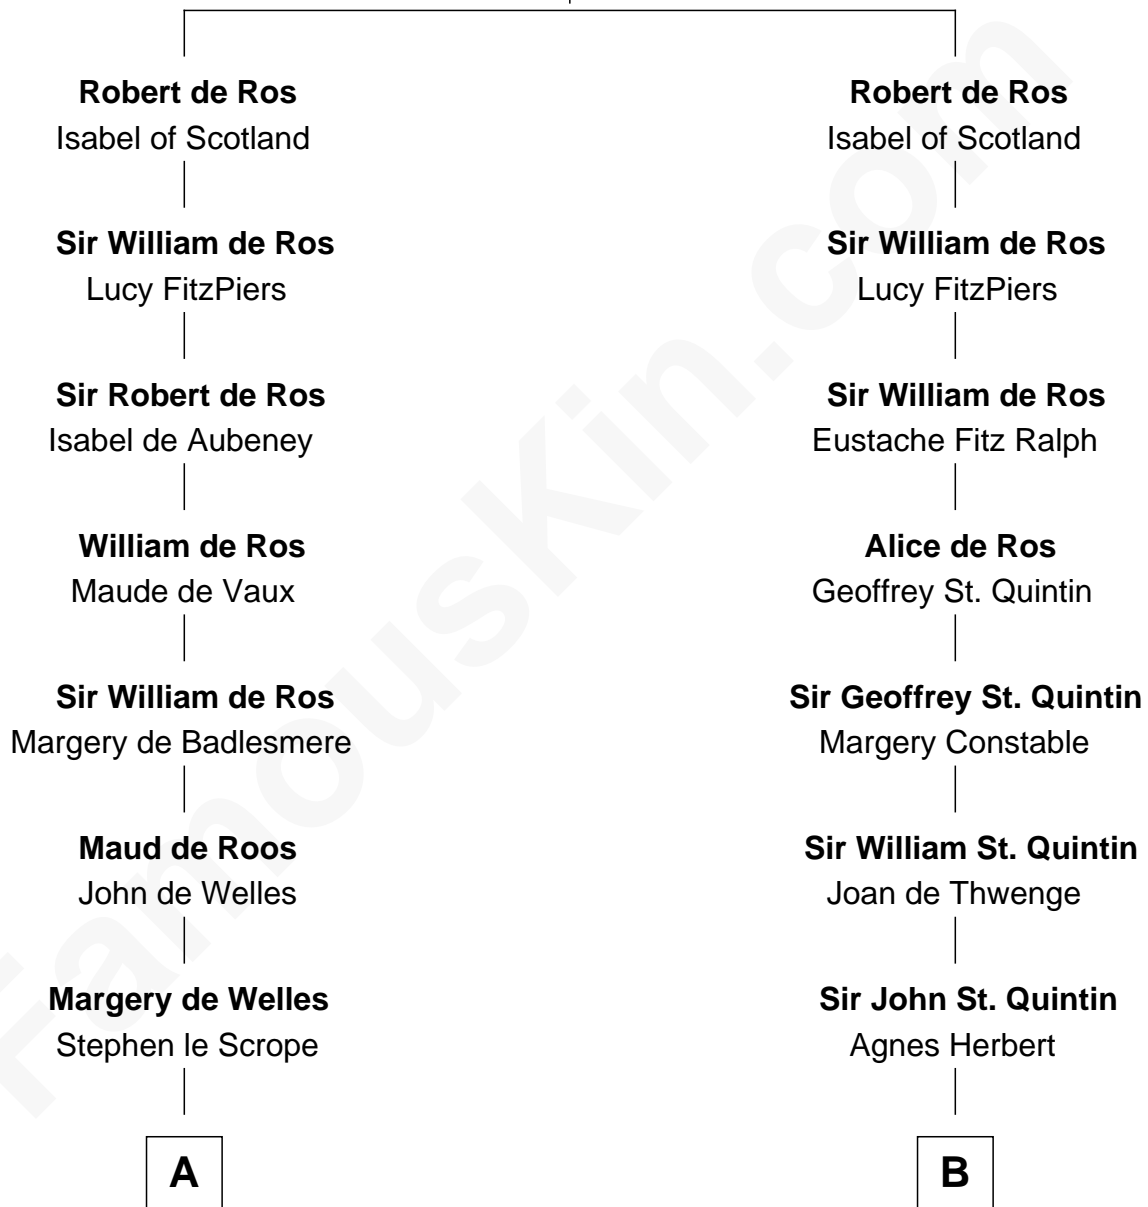 Robert de Ros
Isabel of Scotland
Sir William de Ros
Lucy FitzPiers
Sir Robert de Ros
Isabel de Aubeney
William de Ros
Maude de Vaux
Sir William de Ros
Margery de Badlesmere
Maud de Roos
John de Welles
Margery de Welles
Stephen le Scrope
A
Robert de Ros
Isabel of Scotland
Sir William de Ros
Lucy FitzPiers
Sir William de Ros
Eustache Fitz Ralph
Alice de Ros
Geoffrey St. Quintin
Sir Geoffrey St. Quintin
Margery Constable
Sir William St. Quintin
Joan de Thwenge
Sir John St. Quintin
Agnes Herbert
B
FamousKin.com